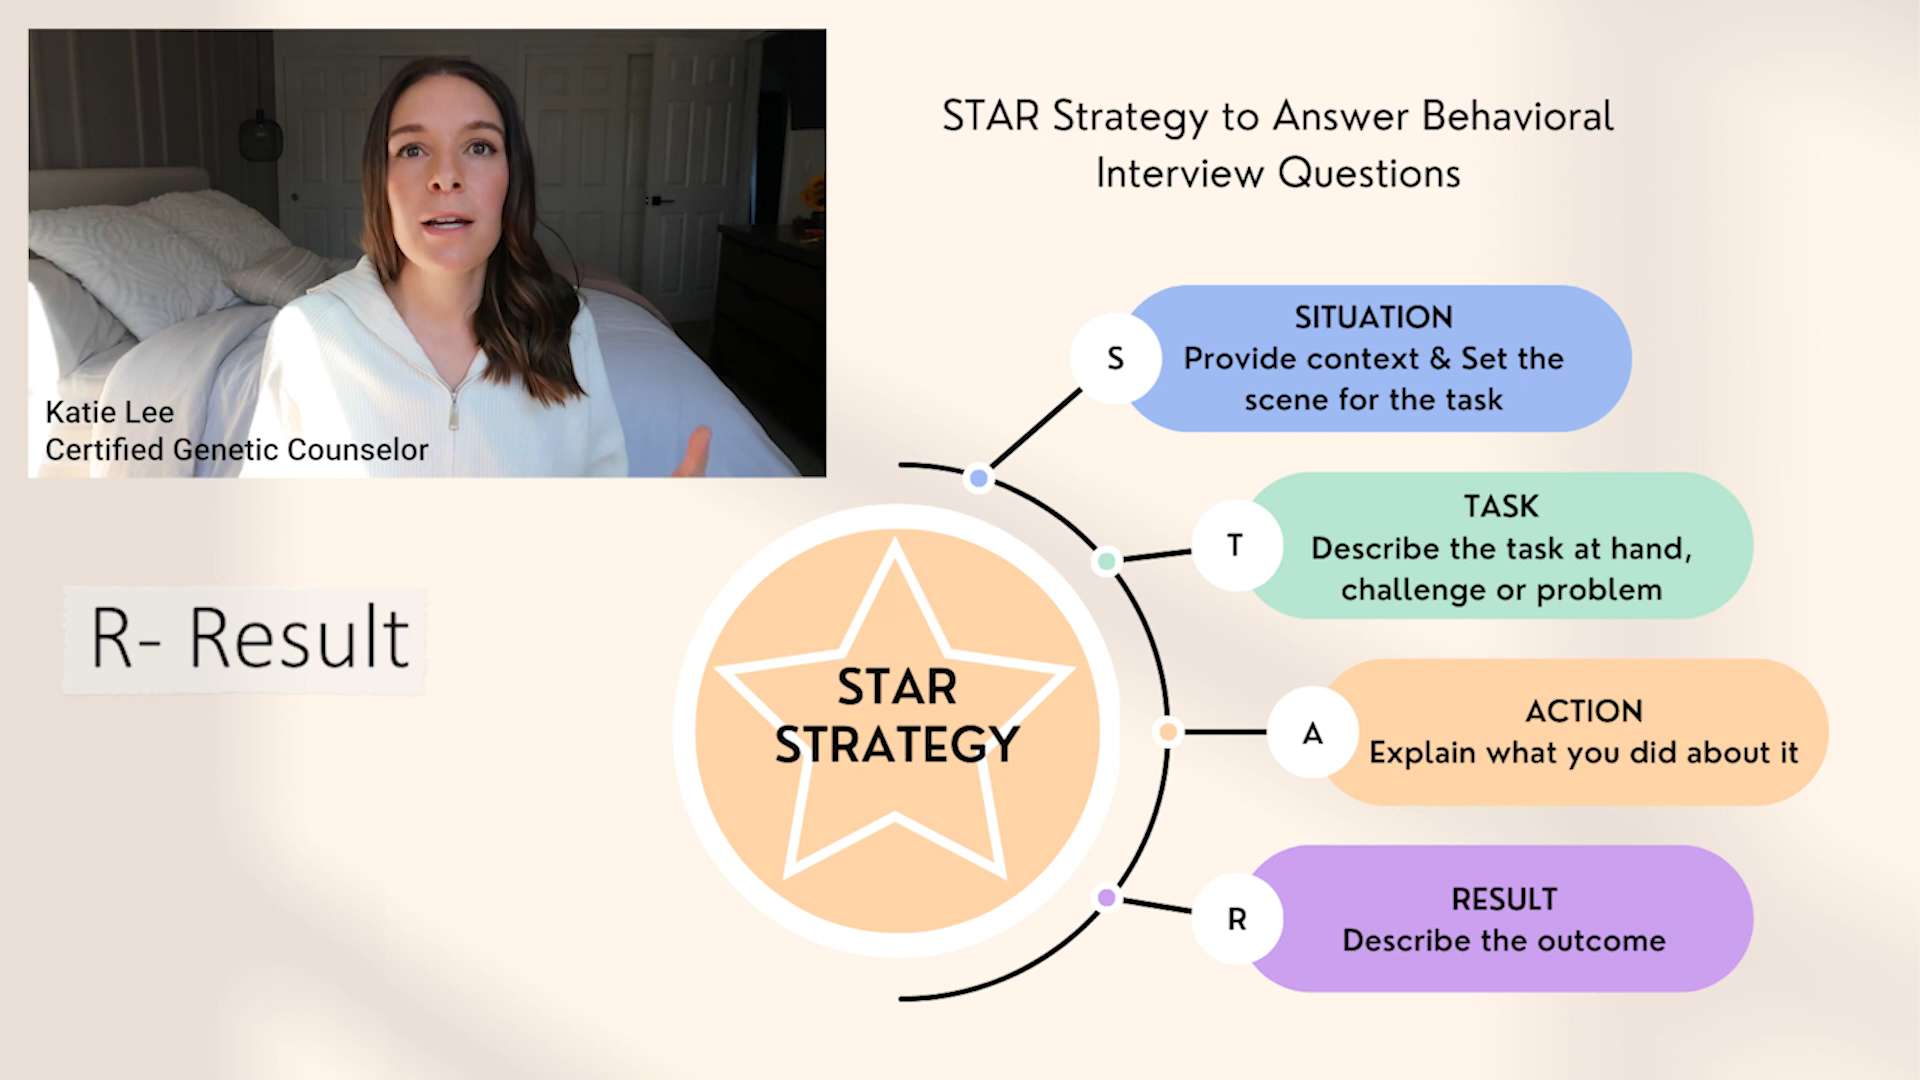 STAR Strategy to Answer Behavioral
Interview Questions
Katie Lee
Certified Genetic Counselor
R- Result
STAR
STRATEGY
S
SITUATION
Provide context & Set the
scene for the task
T
TASK
Describe the task at hand,
challenge or problem
A
ACTION
Explain what you did about it
R
RESULT
Describe the outcome